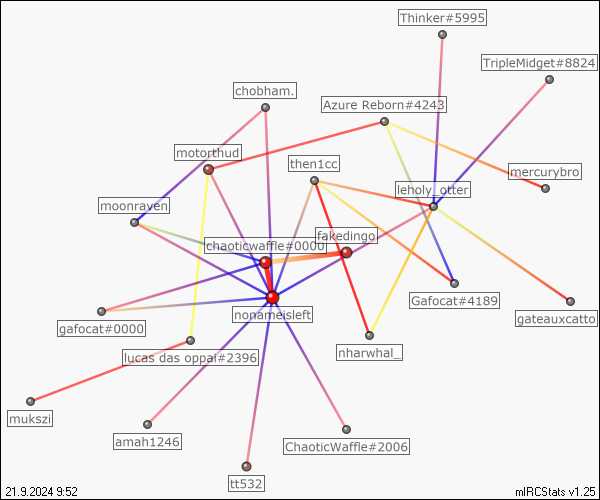 Thinker#5995
TripleMidget#8824
chobham.
Azure Reborn#4243
motorthud
then1cc
mercurybro
leholy_otter
moonraven
fakedingo
chaoticwaffle#0000
Gafocat#4189
nonameisleft
gateauxcatto
gafocat#0000
lucas das oppai#2396
nharwhal_
mukszi
amah1246
ChaoticWaffle#2006
tt532
21.9.2024 9:52
mIRCStats v1.25